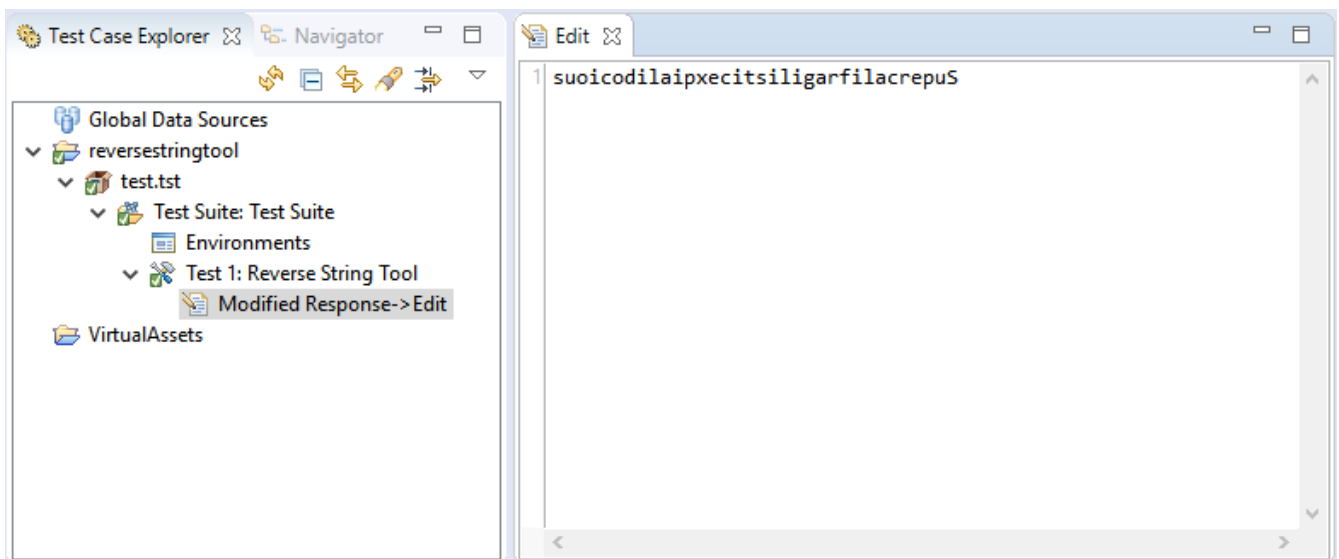 Test Case Explorer Navigator
Global Data Sources
reversestringtool
test.tst
Test Suite: Test Suite
Environments
Test 1: Reverse String Tool
Modified Response->Edit
VirtualAssets
Edit
1 suoicodilaipxecitsiligarfilacrepuS